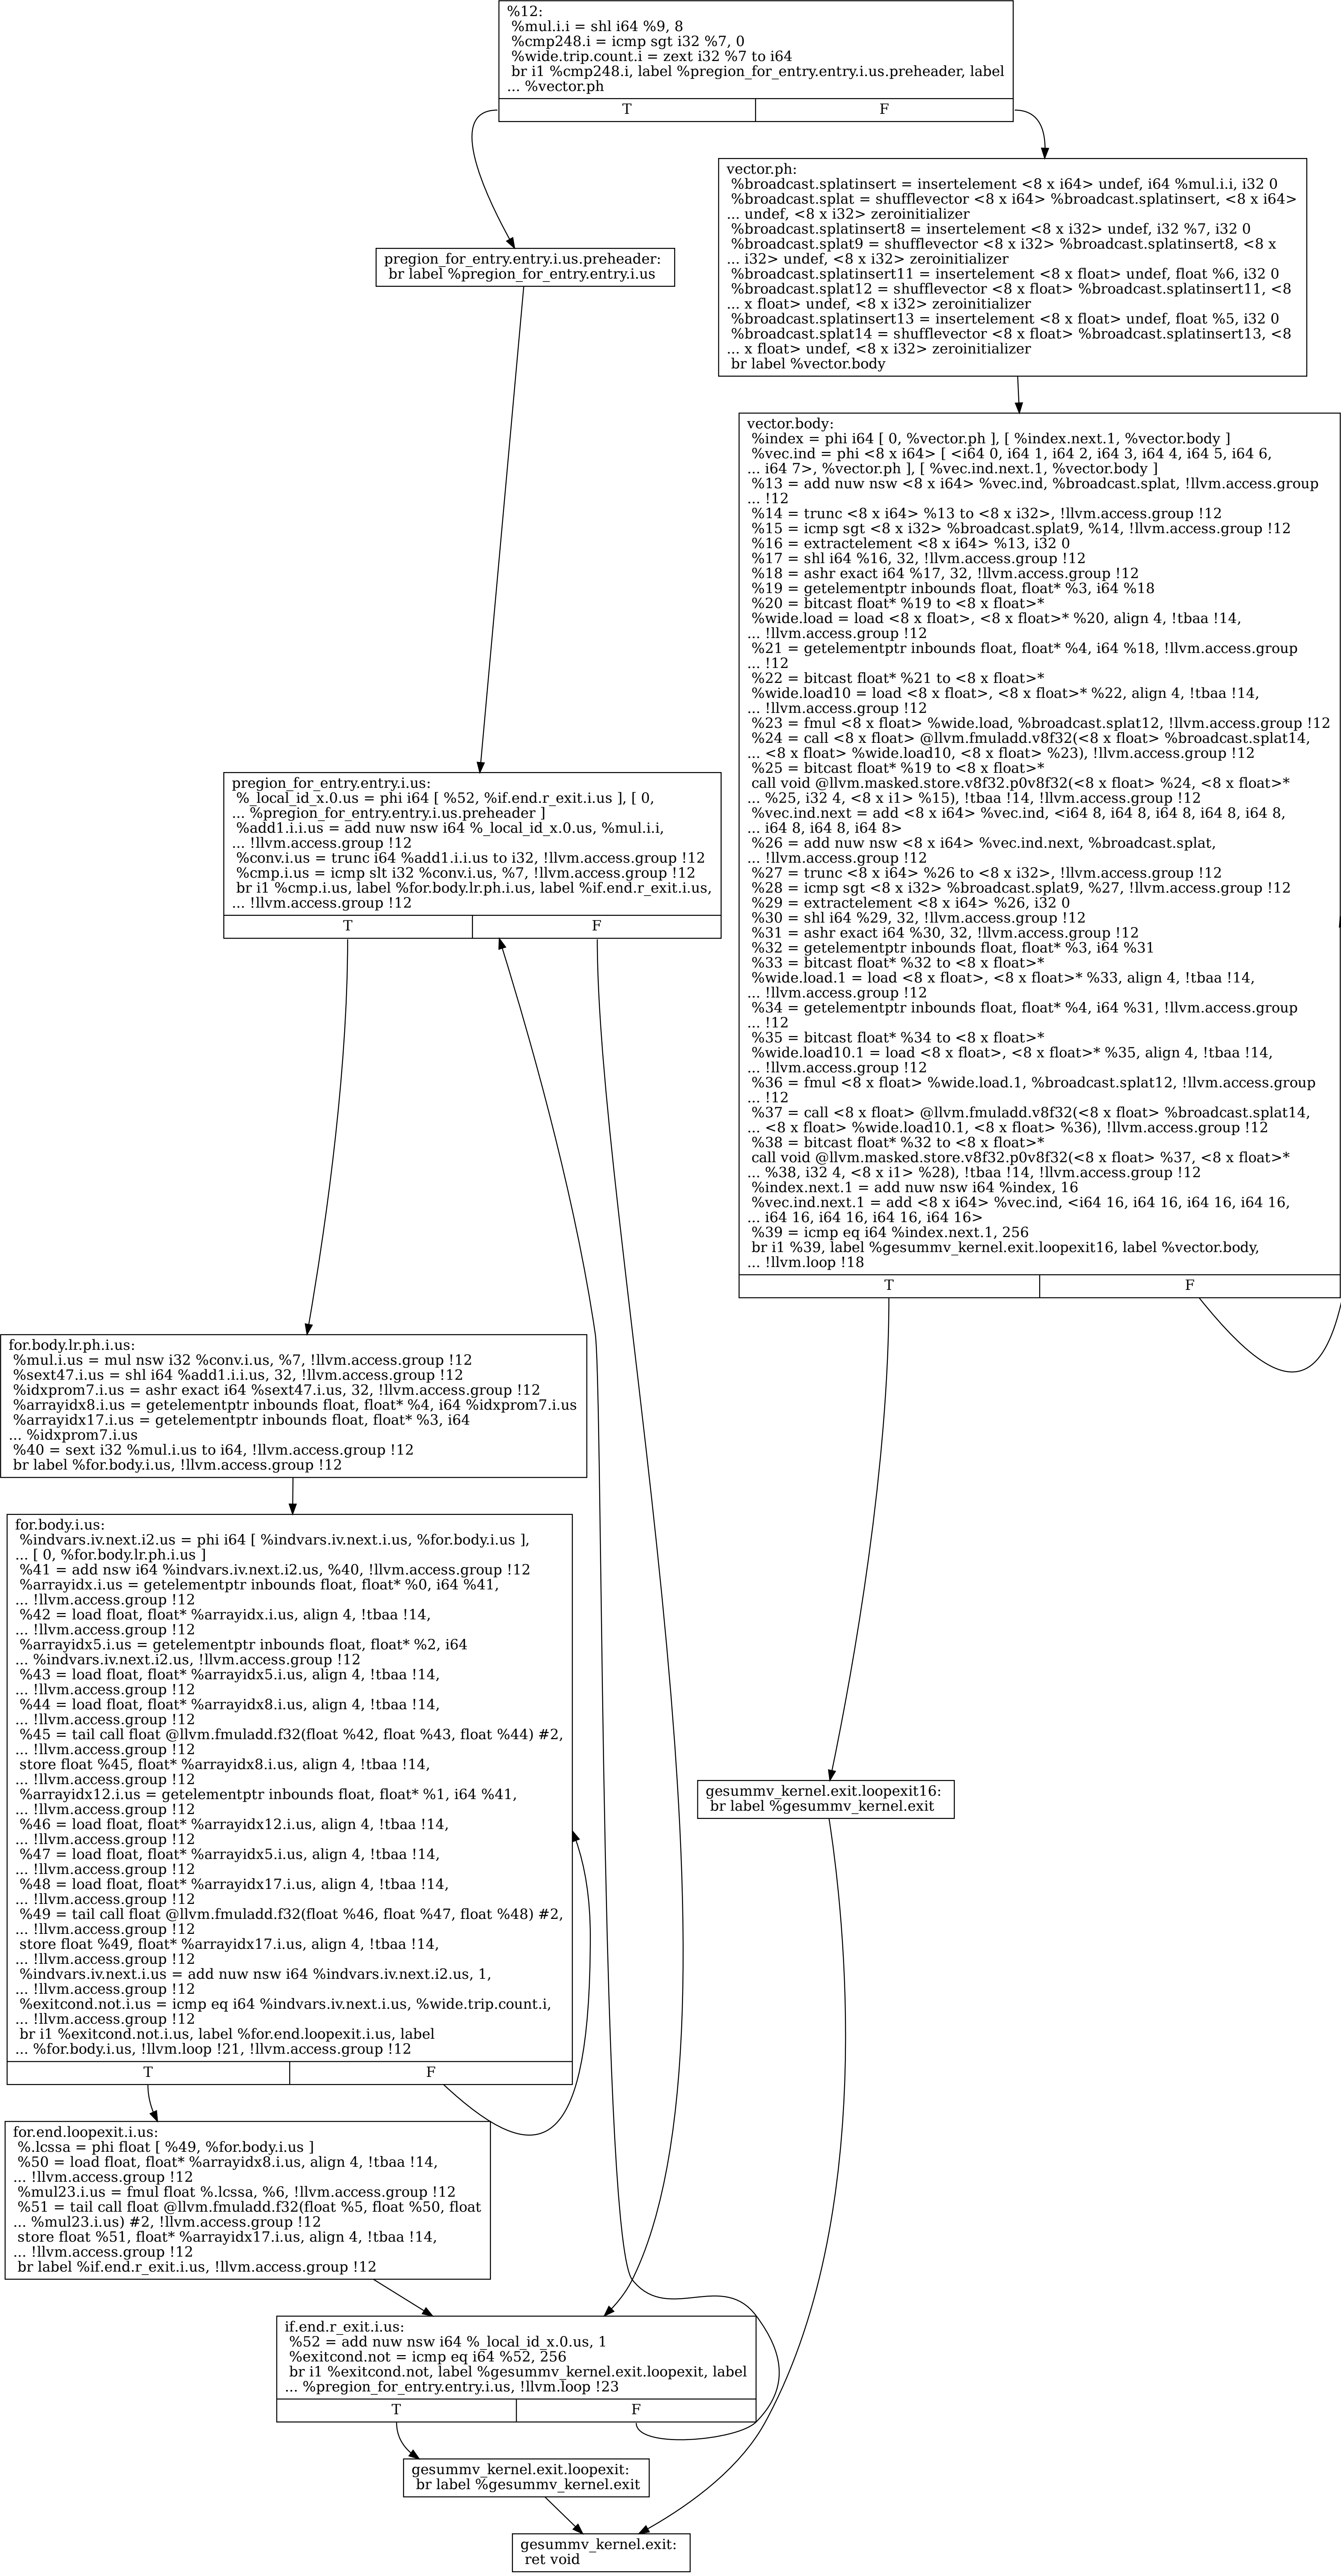 %12:
%mul.i.i = shl i64 %9, 8
%cmp248.i = icmp sgt i32 %7, 0
%wide.trip.count.i = zext i32 %7 to i64
br i1 %cmp248.i, label %pregion_for_entry.entry.i.us.preheader, label
... %vector.ph
T
F
vector.ph:
%broadcast.splatinsert = insertelement <8 x i64> undef, i64 %mul.i.i, i32 0
%broadcast.splat = shufflevector <8 x i64> %broadcast.splatinsert, <8 x i64>
... undef, <8 x i32> zeroinitializer
%broadcast.splatinsert8 = insertelement <8 x i32> undef, i32 %7, i32 0
%broadcast.splat9 = shufflevector <8 x i32> %broadcast.splatinsert8, <8 x
... i32> undef, <8 x i32> zeroinitializer
%broadcast.splatinsert11 = insertelement <8 x float> undef, float %6, i32 0
%broadcast.splat12 = shufflevector <8 x float> %broadcast.splatinsert11, <8
... x float> undef, <8 x i32> zeroinitializer
%broadcast.splatinsert13 = insertelement <8 x float> undef, float %5, i32 0
%broadcast.splat14 = shufflevector <8 x float> %broadcast.splatinsert13, <8
... x float> undef, <8 x i32> zeroinitializer
br label %vector.body
pregion_for_entry.entry.i.us.preheader:
br label %pregion_for_entry.entry.i.us
vector.body:
%index = phi i64 [ 0, %vector.ph ], [ %index.next.1, %vector.body ]
%vec.ind = phi <8 x i64> [ <i64 0, i64 1, i64 2, i64 3, i64 4, i64 5, i64 6,
... i64 7>, %vector.ph ], [ %vec.ind.next.1, %vector.body ]
%13 = add nuw nsw <8 x i64> %vec.ind, %broadcast.splat, !llvm.access.group
... !12
%14 = trunc <8 x i64> %13 to <8 x i32>, !llvm.access.group !12
%15 = icmp sgt <8 x i32> %broadcast.splat9, %14, !llvm.access.group !12
%16 = extractelement <8 x i64> %13, i32 0
%17 = shl i64 %16, 32, !llvm.access.group !12
%18 = ashr exact i64 %17, 32, !llvm.access.group !12
%19 = getelementptr inbounds float, float* %3, i64 %18
%20 = bitcast float* %19 to <8 x float>*
%wide.load = load <8 x float>, <8 x float>* %20, align 4, !tbaa !14,
... !llvm.access.group !12
%21 = getelementptr inbounds float, float* %4, i64 %18, !llvm.access.group
... !12
%22 = bitcast float* %21 to <8 x float>*
%wide.load10 = load <8 x float>, <8 x float>* %22, align 4, !tbaa !14,
... !llvm.access.group !12
%23 = fmul <8 x float> %wide.load, %broadcast.splat12, !llvm.access.group !12
%24 = call <8 x float> @llvm.fmuladd.v8f32(<8 x float> %broadcast.splat14,
... <8 x float> %wide.load10, <8 x float> %23), !llvm.access.group !12
%25 = bitcast float* %19 to <8 x float>*
call void @llvm.masked.store.v8f32.p0v8f32(<8 x float> %24, <8 x float>*
... %25, i32 4, <8 x i1> %15), !tbaa !14, !llvm.access.group !12
%vec.ind.next = add <8 x i64> %vec.ind, <i64 8, i64 8, i64 8, i64 8, i64 8,
... i64 8, i64 8, i64 8>
%26 = add nuw nsw <8 x i64> %vec.ind.next, %broadcast.splat,
... !llvm.access.group !12
%27 = trunc <8 x i64> %26 to <8 x i32>, !llvm.access.group !12
%28 = icmp sgt <8 x i32> %broadcast.splat9, %27, !llvm.access.group !12
%29 = extractelement <8 x i64> %26, i32 0
%30 = shl i64 %29, 32, !llvm.access.group !12
%31 = ashr exact i64 %30, 32, !llvm.access.group !12
%32 = getelementptr inbounds float, float* %3, i64 %31
%33 = bitcast float* %32 to <8 x float>*
%wide.load.1 = load <8 x float>, <8 x float>* %33, align 4, !tbaa !14,
... !llvm.access.group !12
%34 = getelementptr inbounds float, float* %4, i64 %31, !llvm.access.group
... !12
%35 = bitcast float* %34 to <8 x float>*
%wide.load10.1 = load <8 x float>, <8 x float>* %35, align 4, !tbaa !14,
... !llvm.access.group !12
%36 = fmul <8 x float> %wide.load.1, %broadcast.splat12, !llvm.access.group
... !12
%37 = call <8 x float> @llvm.fmuladd.v8f32(<8 x float> %broadcast.splat14,
... <8 x float> %wide.load10.1, <8 x float> %36), !llvm.access.group !12
%38 = bitcast float* %32 to <8 x float>*
call void @llvm.masked.store.v8f32.p0v8f32(<8 x float> %37, <8 x float>*
... %38, i32 4, <8 x i1> %28), !tbaa !14, !llvm.access.group !12
%index.next.1 = add nuw nsw i64 %index, 16
%vec.ind.next.1 = add <8 x i64> %vec.ind, <i64 16, i64 16, i64 16, i64 16,
... i64 16, i64 16, i64 16, i64 16>
%39 = icmp eq i64 %index.next.1, 256
br i1 %39, label %gesummv_kernel.exit.loopexit16, label %vector.body,
... !llvm.loop !18
T
F
pregion_for_entry.entry.i.us:
%_local_id_x.0.us = phi i64 [ %52, %if.end.r_exit.i.us ], [ 0,
... %pregion_for_entry.entry.i.us.preheader ]
%add1.i.i.us = add nuw nsw i64 %_local_id_x.0.us, %mul.i.i,
... !llvm.access.group !12
%conv.i.us = trunc i64 %add1.i.i.us to i32, !llvm.access.group !12
%cmp.i.us = icmp slt i32 %conv.i.us, %7, !llvm.access.group !12
br i1 %cmp.i.us, label %for.body.lr.ph.i.us, label %if.end.r_exit.i.us,
... !llvm.access.group !12
T
F
for.body.lr.ph.i.us:
%mul.i.us = mul nsw i32 %conv.i.us, %7, !llvm.access.group !12
%sext47.i.us = shl i64 %add1.i.i.us, 32, !llvm.access.group !12
%idxprom7.i.us = ashr exact i64 %sext47.i.us, 32, !llvm.access.group !12
%arrayidx8.i.us = getelementptr inbounds float, float* %4, i64 %idxprom7.i.us
%arrayidx17.i.us = getelementptr inbounds float, float* %3, i64
... %idxprom7.i.us
%40 = sext i32 %mul.i.us to i64, !llvm.access.group !12
br label %for.body.i.us, !llvm.access.group !12
for.body.i.us:
%indvars.iv.next.i2.us = phi i64 [ %indvars.iv.next.i.us, %for.body.i.us ],
... [ 0, %for.body.lr.ph.i.us ]
%41 = add nsw i64 %indvars.iv.next.i2.us, %40, !llvm.access.group !12
%arrayidx.i.us = getelementptr inbounds float, float* %0, i64 %41,
... !llvm.access.group !12
%42 = load float, float* %arrayidx.i.us, align 4, !tbaa !14,
... !llvm.access.group !12
%arrayidx5.i.us = getelementptr inbounds float, float* %2, i64
... %indvars.iv.next.i2.us, !llvm.access.group !12
%43 = load float, float* %arrayidx5.i.us, align 4, !tbaa !14,
... !llvm.access.group !12
%44 = load float, float* %arrayidx8.i.us, align 4, !tbaa !14,
... !llvm.access.group !12
%45 = tail call float @llvm.fmuladd.f32(float %42, float %43, float %44) #2,
... !llvm.access.group !12
store float %45, float* %arrayidx8.i.us, align 4, !tbaa !14,
... !llvm.access.group !12
%arrayidx12.i.us = getelementptr inbounds float, float* %1, i64 %41,
... !llvm.access.group !12
%46 = load float, float* %arrayidx12.i.us, align 4, !tbaa !14,
... !llvm.access.group !12
%47 = load float, float* %arrayidx5.i.us, align 4, !tbaa !14,
... !llvm.access.group !12
%48 = load float, float* %arrayidx17.i.us, align 4, !tbaa !14,
... !llvm.access.group !12
%49 = tail call float @llvm.fmuladd.f32(float %46, float %47, float %48) #2,
... !llvm.access.group !12
store float %49, float* %arrayidx17.i.us, align 4, !tbaa !14,
... !llvm.access.group !12
%indvars.iv.next.i.us = add nuw nsw i64 %indvars.iv.next.i2.us, 1,
... !llvm.access.group !12
%exitcond.not.i.us = icmp eq i64 %indvars.iv.next.i.us, %wide.trip.count.i,
... !llvm.access.group !12
br i1 %exitcond.not.i.us, label %for.end.loopexit.i.us, label
... %for.body.i.us, !llvm.loop !21, !llvm.access.group !12
T
F
gesummv_kernel.exit.loopexit16:
br label %gesummv_kernel.exit
for.end.loopexit.i.us:
%.lcssa = phi float [ %49, %for.body.i.us ]
%50 = load float, float* %arrayidx8.i.us, align 4, !tbaa !14,
... !llvm.access.group !12
%mul23.i.us = fmul float %.lcssa, %6, !llvm.access.group !12
%51 = tail call float @llvm.fmuladd.f32(float %5, float %50, float
... %mul23.i.us) #2, !llvm.access.group !12
store float %51, float* %arrayidx17.i.us, align 4, !tbaa !14,
... !llvm.access.group !12
br label %if.end.r_exit.i.us, !llvm.access.group !12
if.end.r_exit.i.us:
%52 = add nuw nsw i64 %_local_id_x.0.us, 1
%exitcond.not = icmp eq i64 %52, 256
br i1 %exitcond.not, label %gesummv_kernel.exit.loopexit, label
... %pregion_for_entry.entry.i.us, !llvm.loop !23
T
F
gesummv_kernel.exit.loopexit:
br label %gesummv_kernel.exit
gesummv_kernel.exit:
ret void